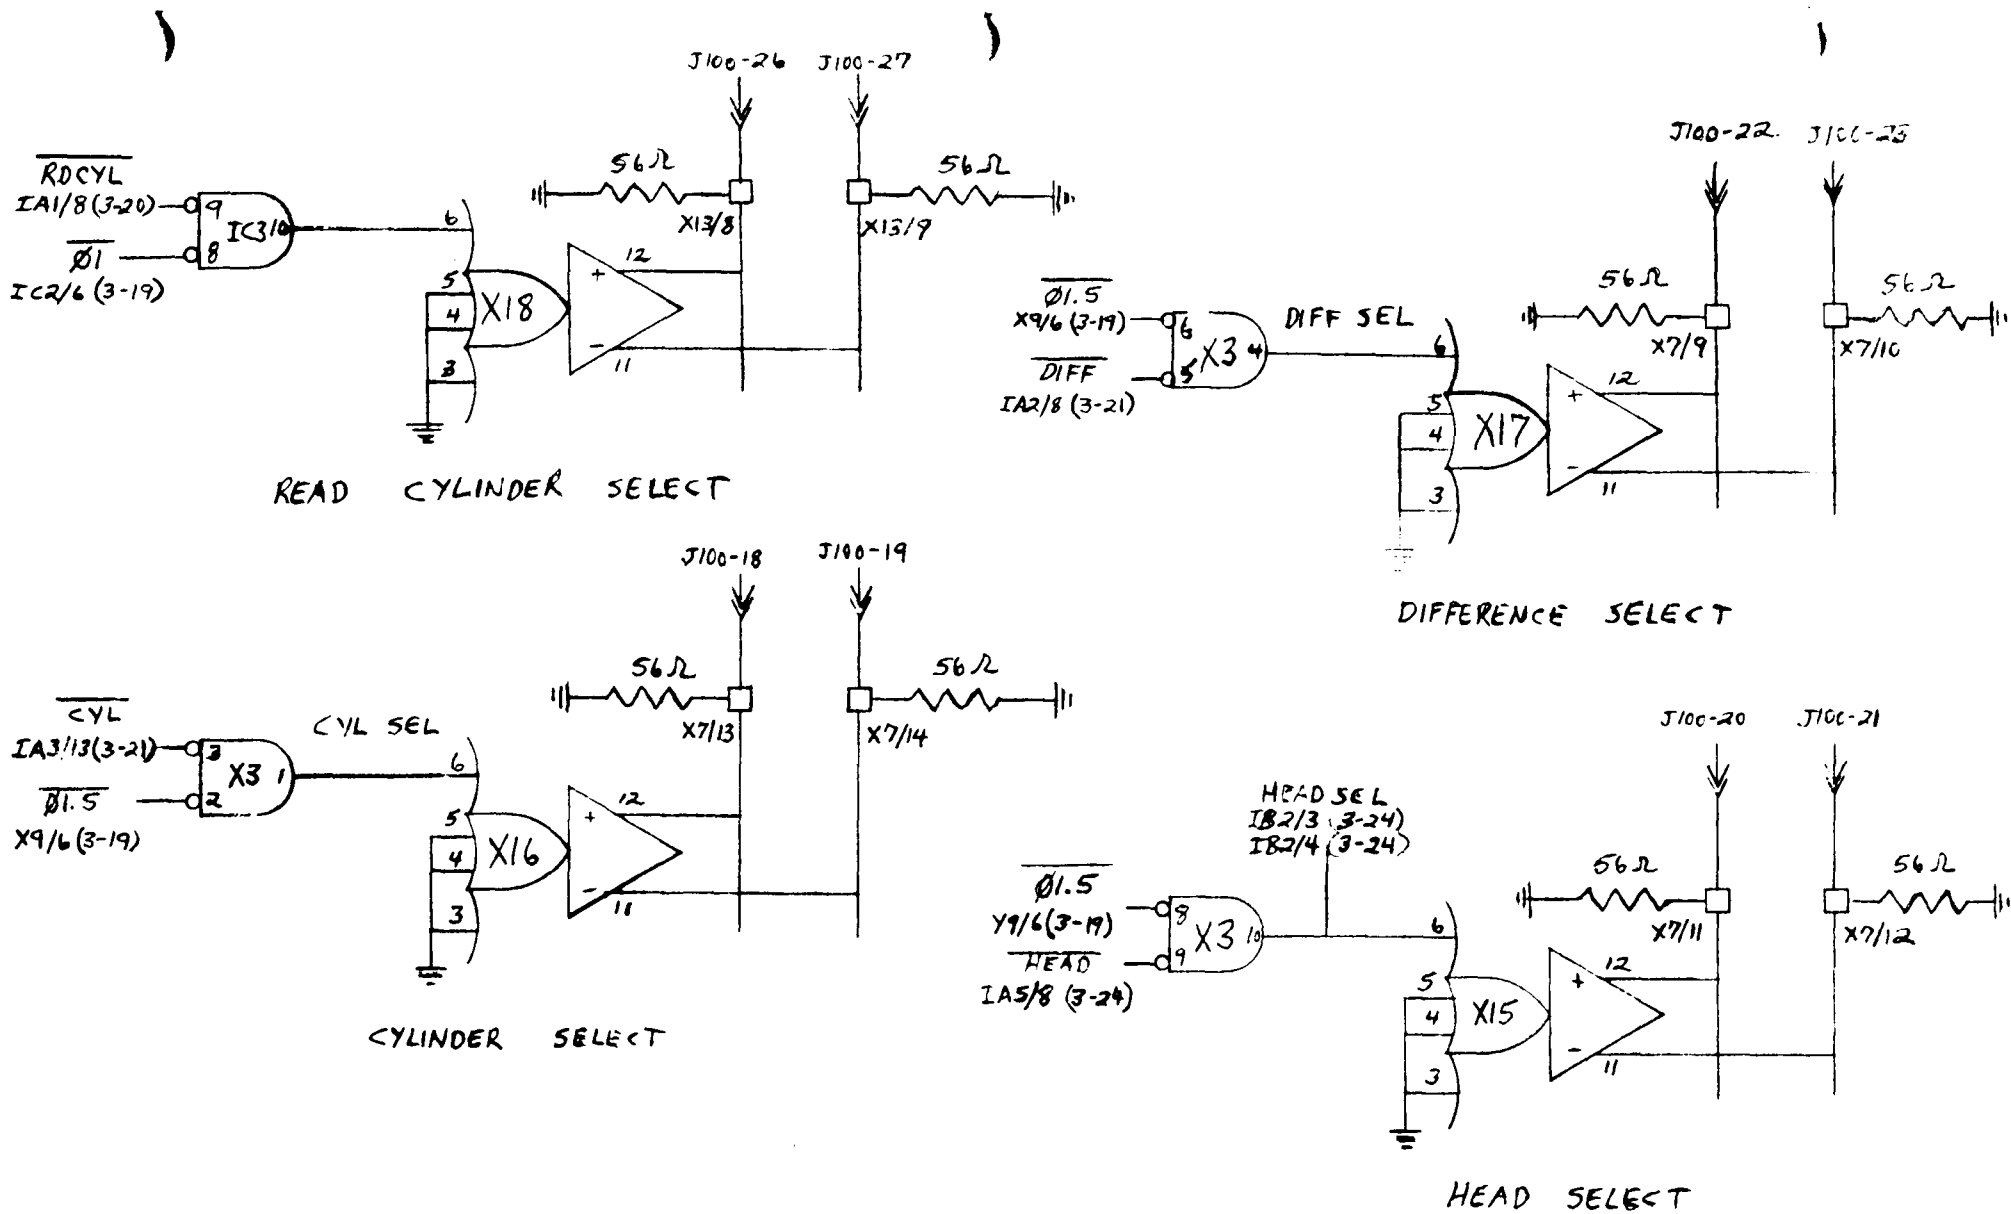 J100-26 J100-27
56Ω 56Ω
X13/8 X13/9
RDCYL
IA1/8 (3-20)
9
IC3 10
8
Ø1
IC2/6 (3-19)
6
5
4
3
X18
+
12
-
11
READ CYLINDER SELECT
J100-22
56Ω 56Ω
X7/9 X7/10
Ø1.5
X9/6 (3-19)
6
X3 4
5
DIFF
IA2/8 (3-21)
DIFF SEL
6
5
4
3
X17
+
12
-
11
DIFFERENCE SELECT
J100-18 J100-19
56Ω 56Ω
X7/13 X7/14
CYL
IA3/13 (3-21)
3
X3 1
2
Ø1.5
X9/6 (3-19)
CYL SEL
6
5
4
3
X16
+
12
-
11
CYLINDER SELECT
J100-20 J100-21
56Ω 56Ω
X7/11 X7/12
HEAD SEL
IB2/3 (3-24)
IB2/4 (3-24)
Ø1.5
Y9/6 (3-19)
8
X3 10
9
HEAD
IA5/8 (3-24)
6
5
4
3
X15
+
12
-
11
HEAD SELECT